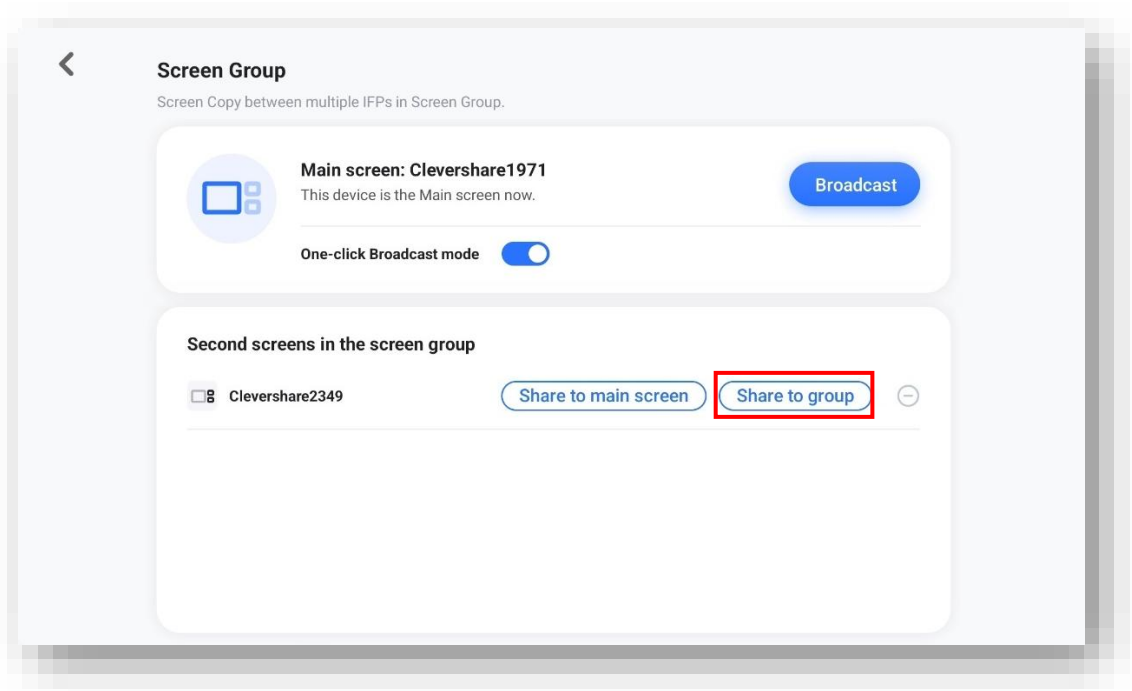 Screen Group
Screen Copy between multiple IFPs in Screen Group.
Main screen: Clevershare1971
This device is the Main screen now.
Broadcast
One-click Broadcast mode
Second screens in the screen group
Clevershare2349 Share to main screen Share to group